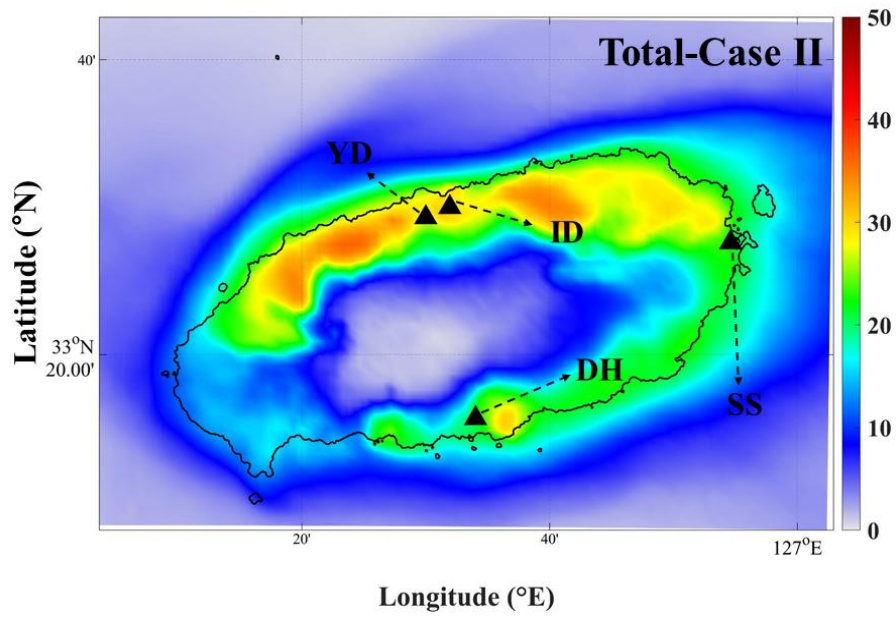 Total-Case II
50
40
30
20
10
0
40'
YD
ID
DH
SS
33°N
20.00'
20'
40'
127°E
Latitude (°N)
Longitude (°E)